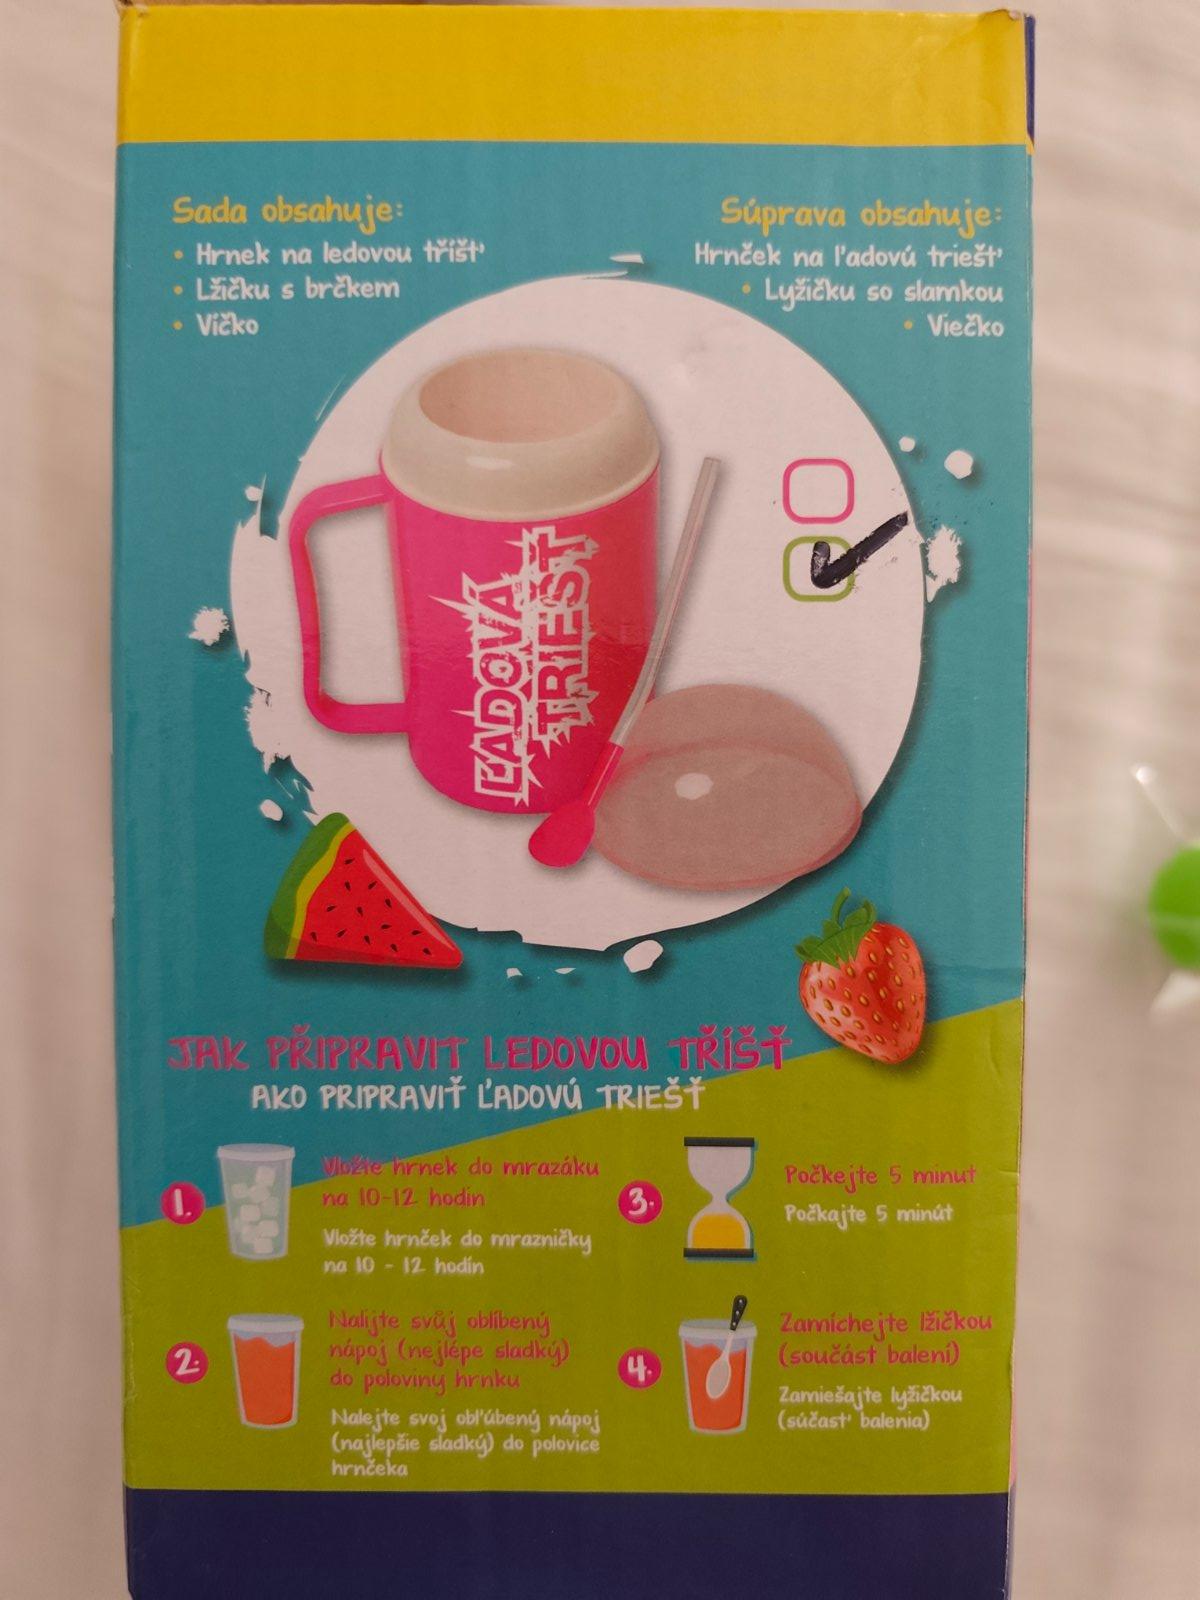 Sada obsahuje:
• Hrnek na ledovou tříšť
• Lžičku s brčkem
• Víčko
Súprava obsahuje:
Hrnček na ľadovú triešť
• Lyžičku so slamkou
• Viečko
ĽADOVÁ
TRIEST
JAK PŘIPRAVIT LEDOVOU TŘÍŠŤ
AKO PRIPRAVIŤ ĽADOVÚ TRIEŠŤ
1.
Vložte hrnek do mrazáku
na 10-12 hodin
Vložte hrnček do mrazničky
na 10 - 12 hodín
2.
Nalijte svůj oblíbený
nápoj (nejlépe sladký)
do poloviny hrnku
Nalejte svoj obľúbený nápoj
(najlepšie sladký) do polovice
hrnčeka
3.
Počkejte 5 minut
Počkajte 5 minút
4.
Zamíchejte lžičkou
(součást balení)
Zamiešajte lyžičkou
(súčasť balenia)